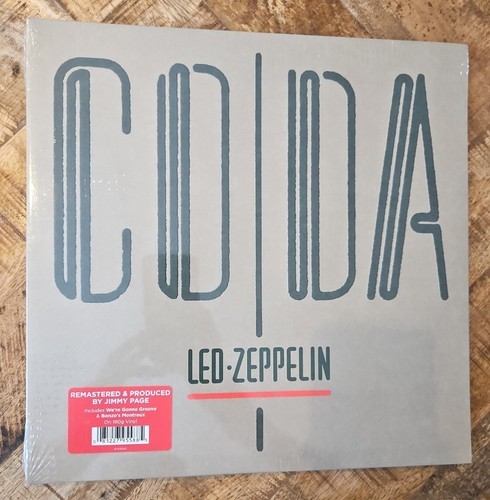 CODA
LED·ZEPPELIN
REMASTERED & PRODUCED
BY JIMMY PAGE
Includes We're Gonna Groove
& Bonzo's Montreux
On 180g Vinyl